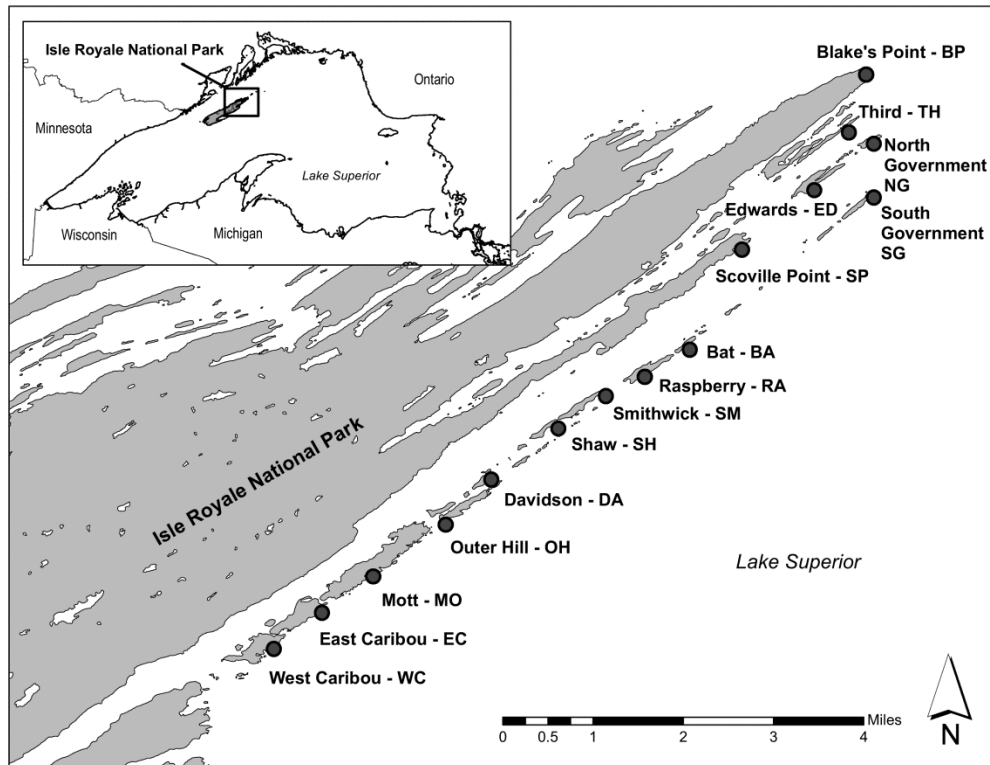 Isle Royale National Park
Ontario
Minnesota
Lake Superior
Wisconsin
Michigan
Blake's Point - BP
Third - TH
North
Government
NG
Edwards - ED
South
Government
SG
Scoville Point - SP
Bat - BA
Raspberry - RA
Smithwick - SM
Shaw - SH
Isle Royale National Park
Davidson - DA
Outer Hill - OH
Lake Superior
Mott - MO
East Caribou - EC
West Caribou - WC
Miles
0 0.5 1 2 3 4
N